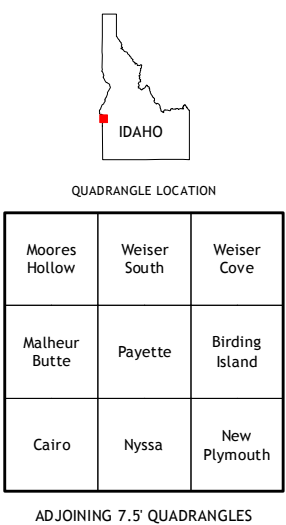 IDAHO
QUADRANGLE LOCATION
Moores
Hollow
Weiser
South
Weiser
Cove
Malheur
Butte
Payette
Birding
Island
Cairo
Nyssa
New
Plymouth
ADJOINING 7.5' QUADRANGLES